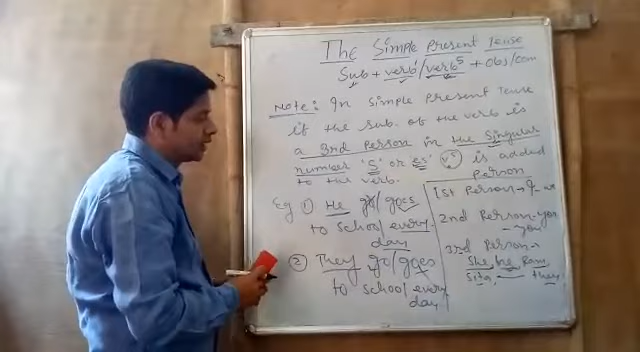 The Simple Present Tense
Sub + verb¹/verb⁵ + obj/com
Note: In Simple Present Tense
if the sub. of the verb is
a 3rd Person in the Singular
number 's' or es' (v⁵) is added
to the verb.
Eg ① He go/goes
to School every
day
② They go/goes
to School every
day
Person
1st Person → I
2nd Person - you
- you
3rd Person -
She, he, Ram,
Sita, — they